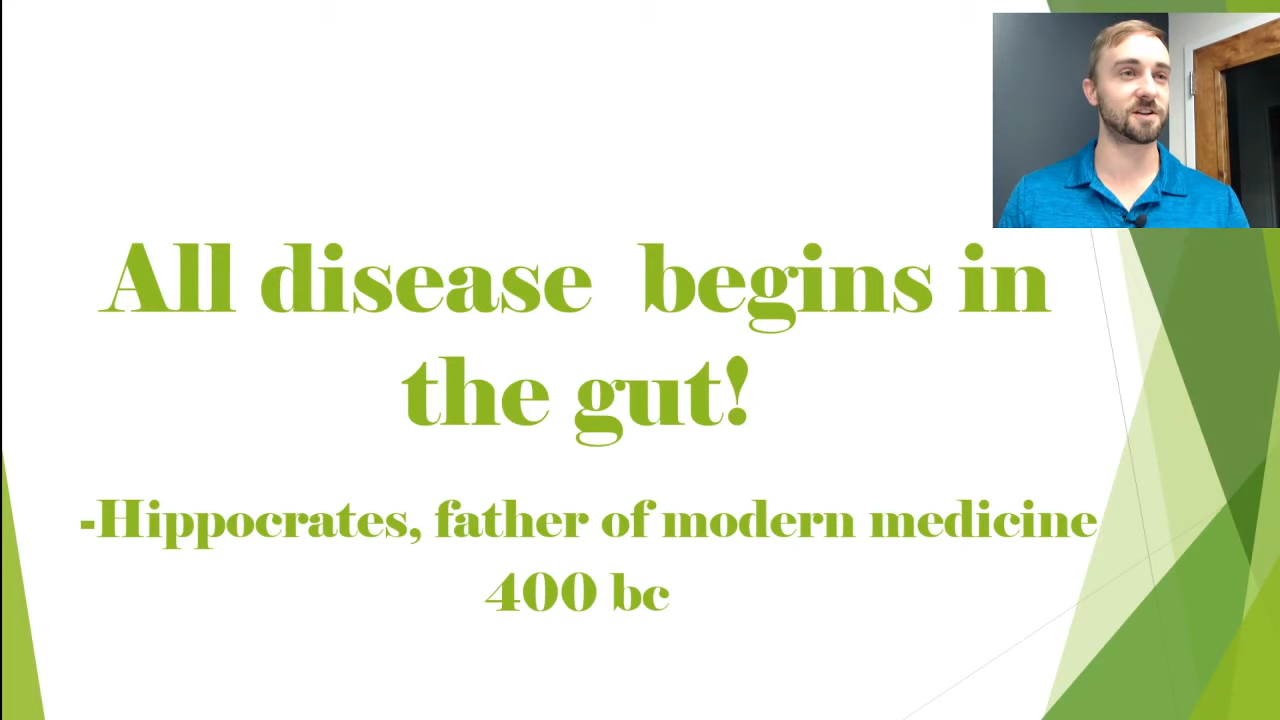 All disease  begins in
the gut!
-Hippocrates, father of modern medicine
400 bc